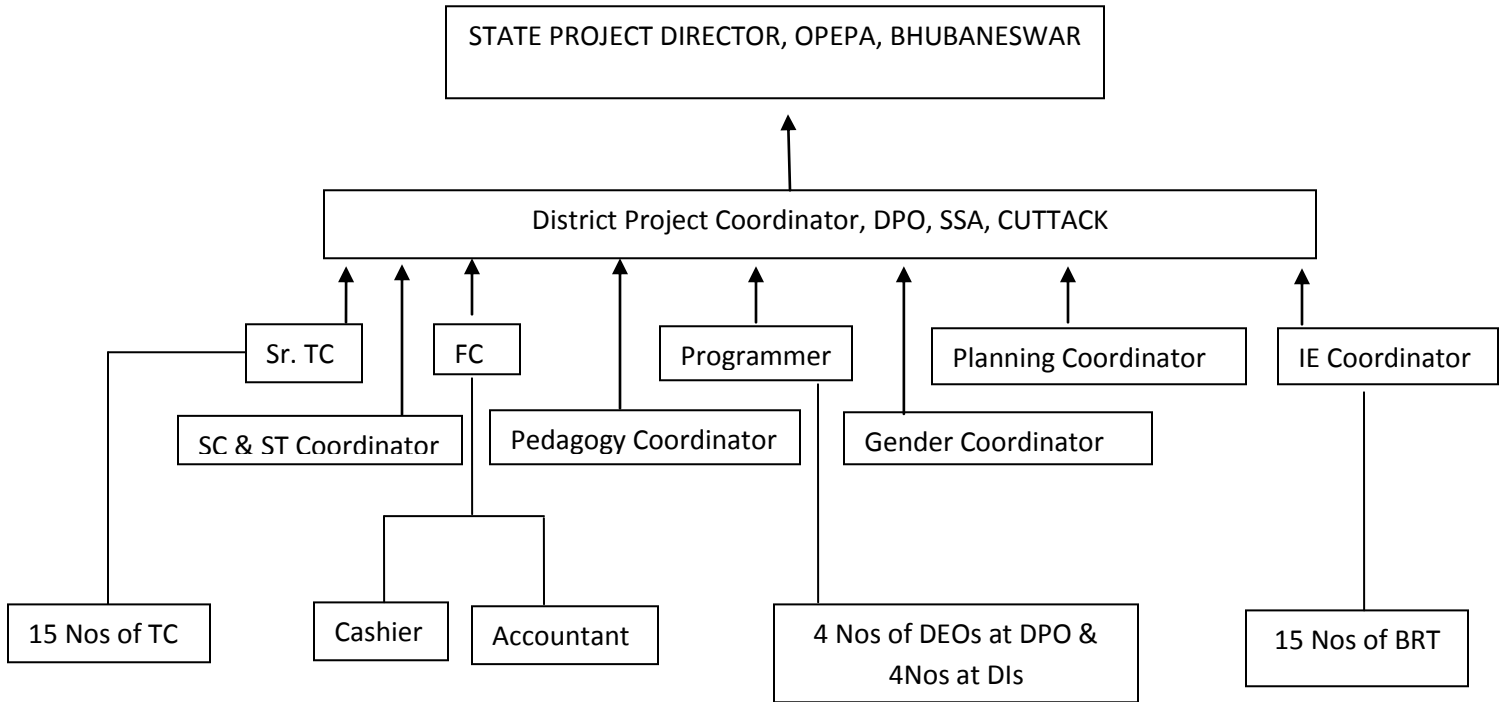 STATE PROJECT DIRECTOR, OPEPA, BHUBANESWAR
District Project Coordinator, DPO, SSA, CUTTACK
Sr. TC
FC
Programmer
Planning Coordinator
IE Coordinator
SC & ST Coordinator
Pedagogy Coordinator
Gender Coordinator
15 Nos of TC
Cashier
Accountant
4 Nos of DEOs at DPO &
4Nos at DIs
15 Nos of BRT